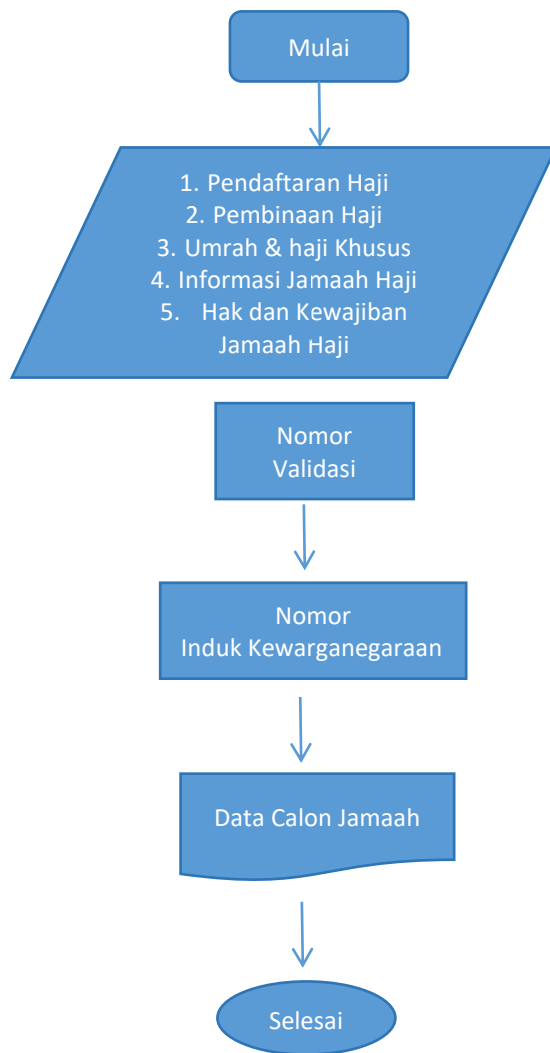 Mulai
1. Pendaftaran Haji
2. Pembinaan Haji
3. Umrah & haji Khusus
4. Informasi Jamaah Haji
5. Hak dan Kewajiban
Jamaah Haji
Nomor
Validasi
Nomor
Induk Kewarganegaraan
Data Calon Jamaah
Selesai